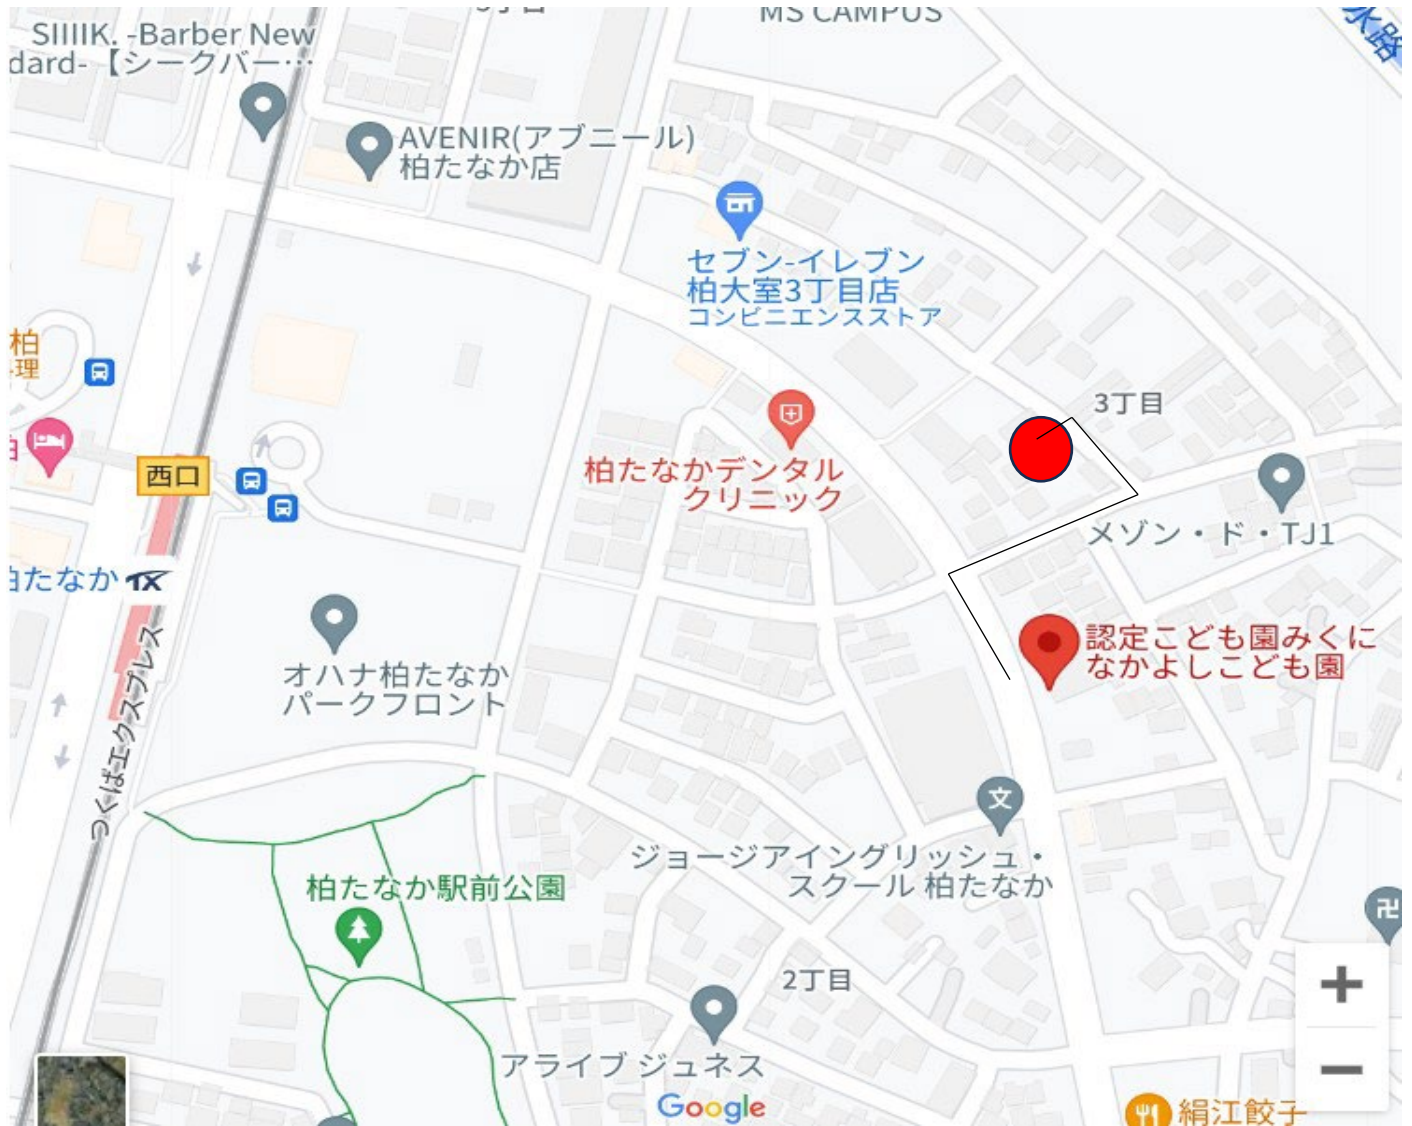 MS CAMPUS
水路
SIIIIK. -Barber New
dard-【シークバー…
AVENIR(アブニール)
柏たなか店
セブン-イレブン
柏大室3丁目店
コンビニエンスストア
柏
理
3丁目
柏たなかデンタル
クリニック
西口
メゾン・ド・TJ1
柏たなか TX
つくばエクスプレス
オハナ柏たなか
パークフロント
認定こども園みくに
なかよしこども園
文
ジョージアイングリッシュ・
スクール 柏たなか
柏たなか駅前公園
卍
2丁目
+
−
アライブ ジュネス
Google
絹江餃子